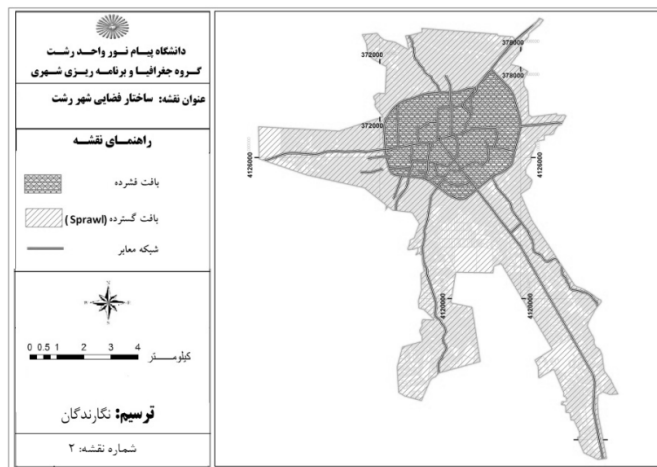 دانشگاه پیام نور واحد رشت
گروه جغرافیا و برنامه ریزی شهری
عنوان نقشه: ساختار فضایی شهر رشت
راهنمای نقشه
بافت فشرده
بافت گسترده (Sprawl)
شبکه معابر
0 0.5 1 2 3 4
کیلومتر
ترسیم: نگارندگان
شماره نقشه: ۲
372000
378000
378000
372000
4126000
4126000
4120000
4320000